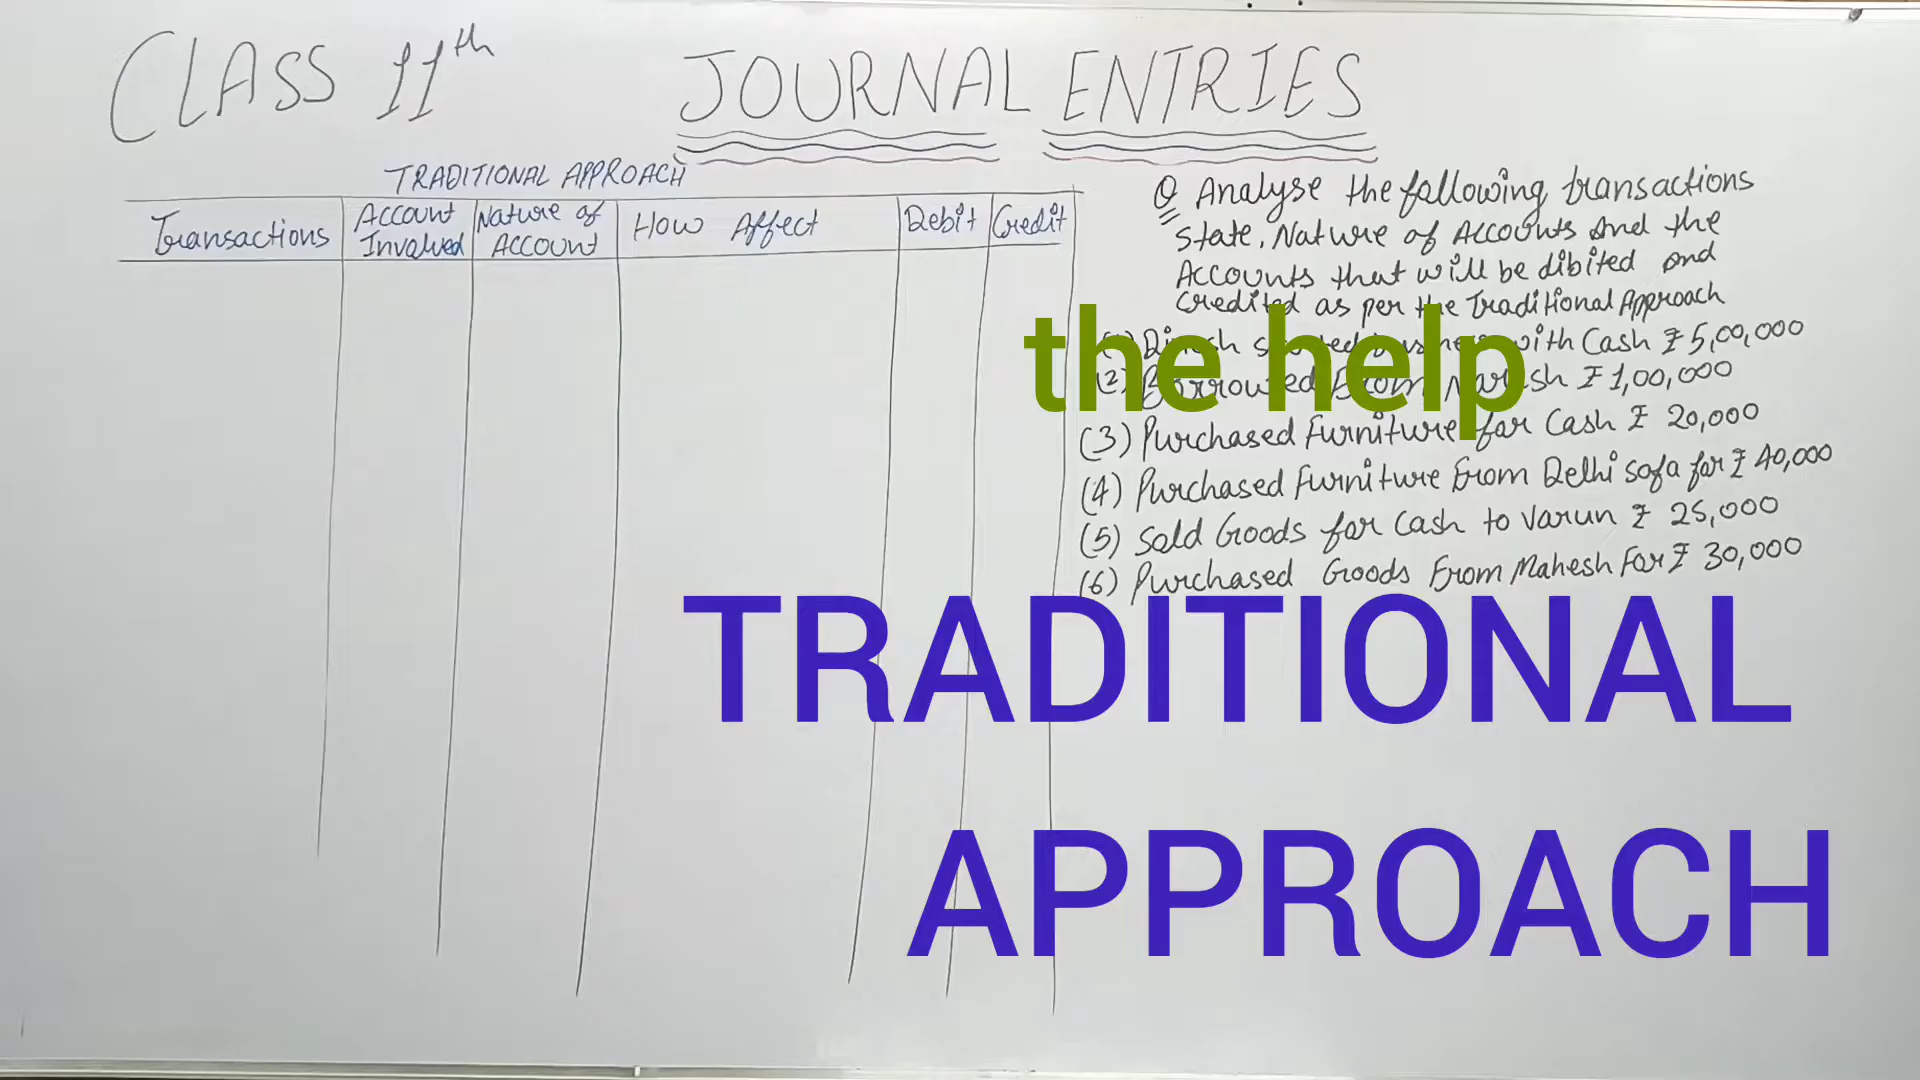 CLASS 11th
JOURNAL ENTRIES
TRADITIONAL APPROACH
Transactions
Account
Involved
Nature of
Account
How Affect
Debit
Credit
Q Analyse the following transactions
State, Nature of Accounts And the
Accounts that will be dibited and
credited as per the Traditional Approach
with Cash ₹ 5,00,000
(2) Borrowed From ₹ 1,00,000
(3) Purchased Furniture for Cash ₹ 20,000
(4) Purchased Furniture From Delhi Sofa for ₹ 40,000
(5) Sold Goods for Cash to Varun ₹ 25,000
(6) Purchased Goods From Mahesh For ₹ 30,000
the help
TRADITIONAL
APPROACH